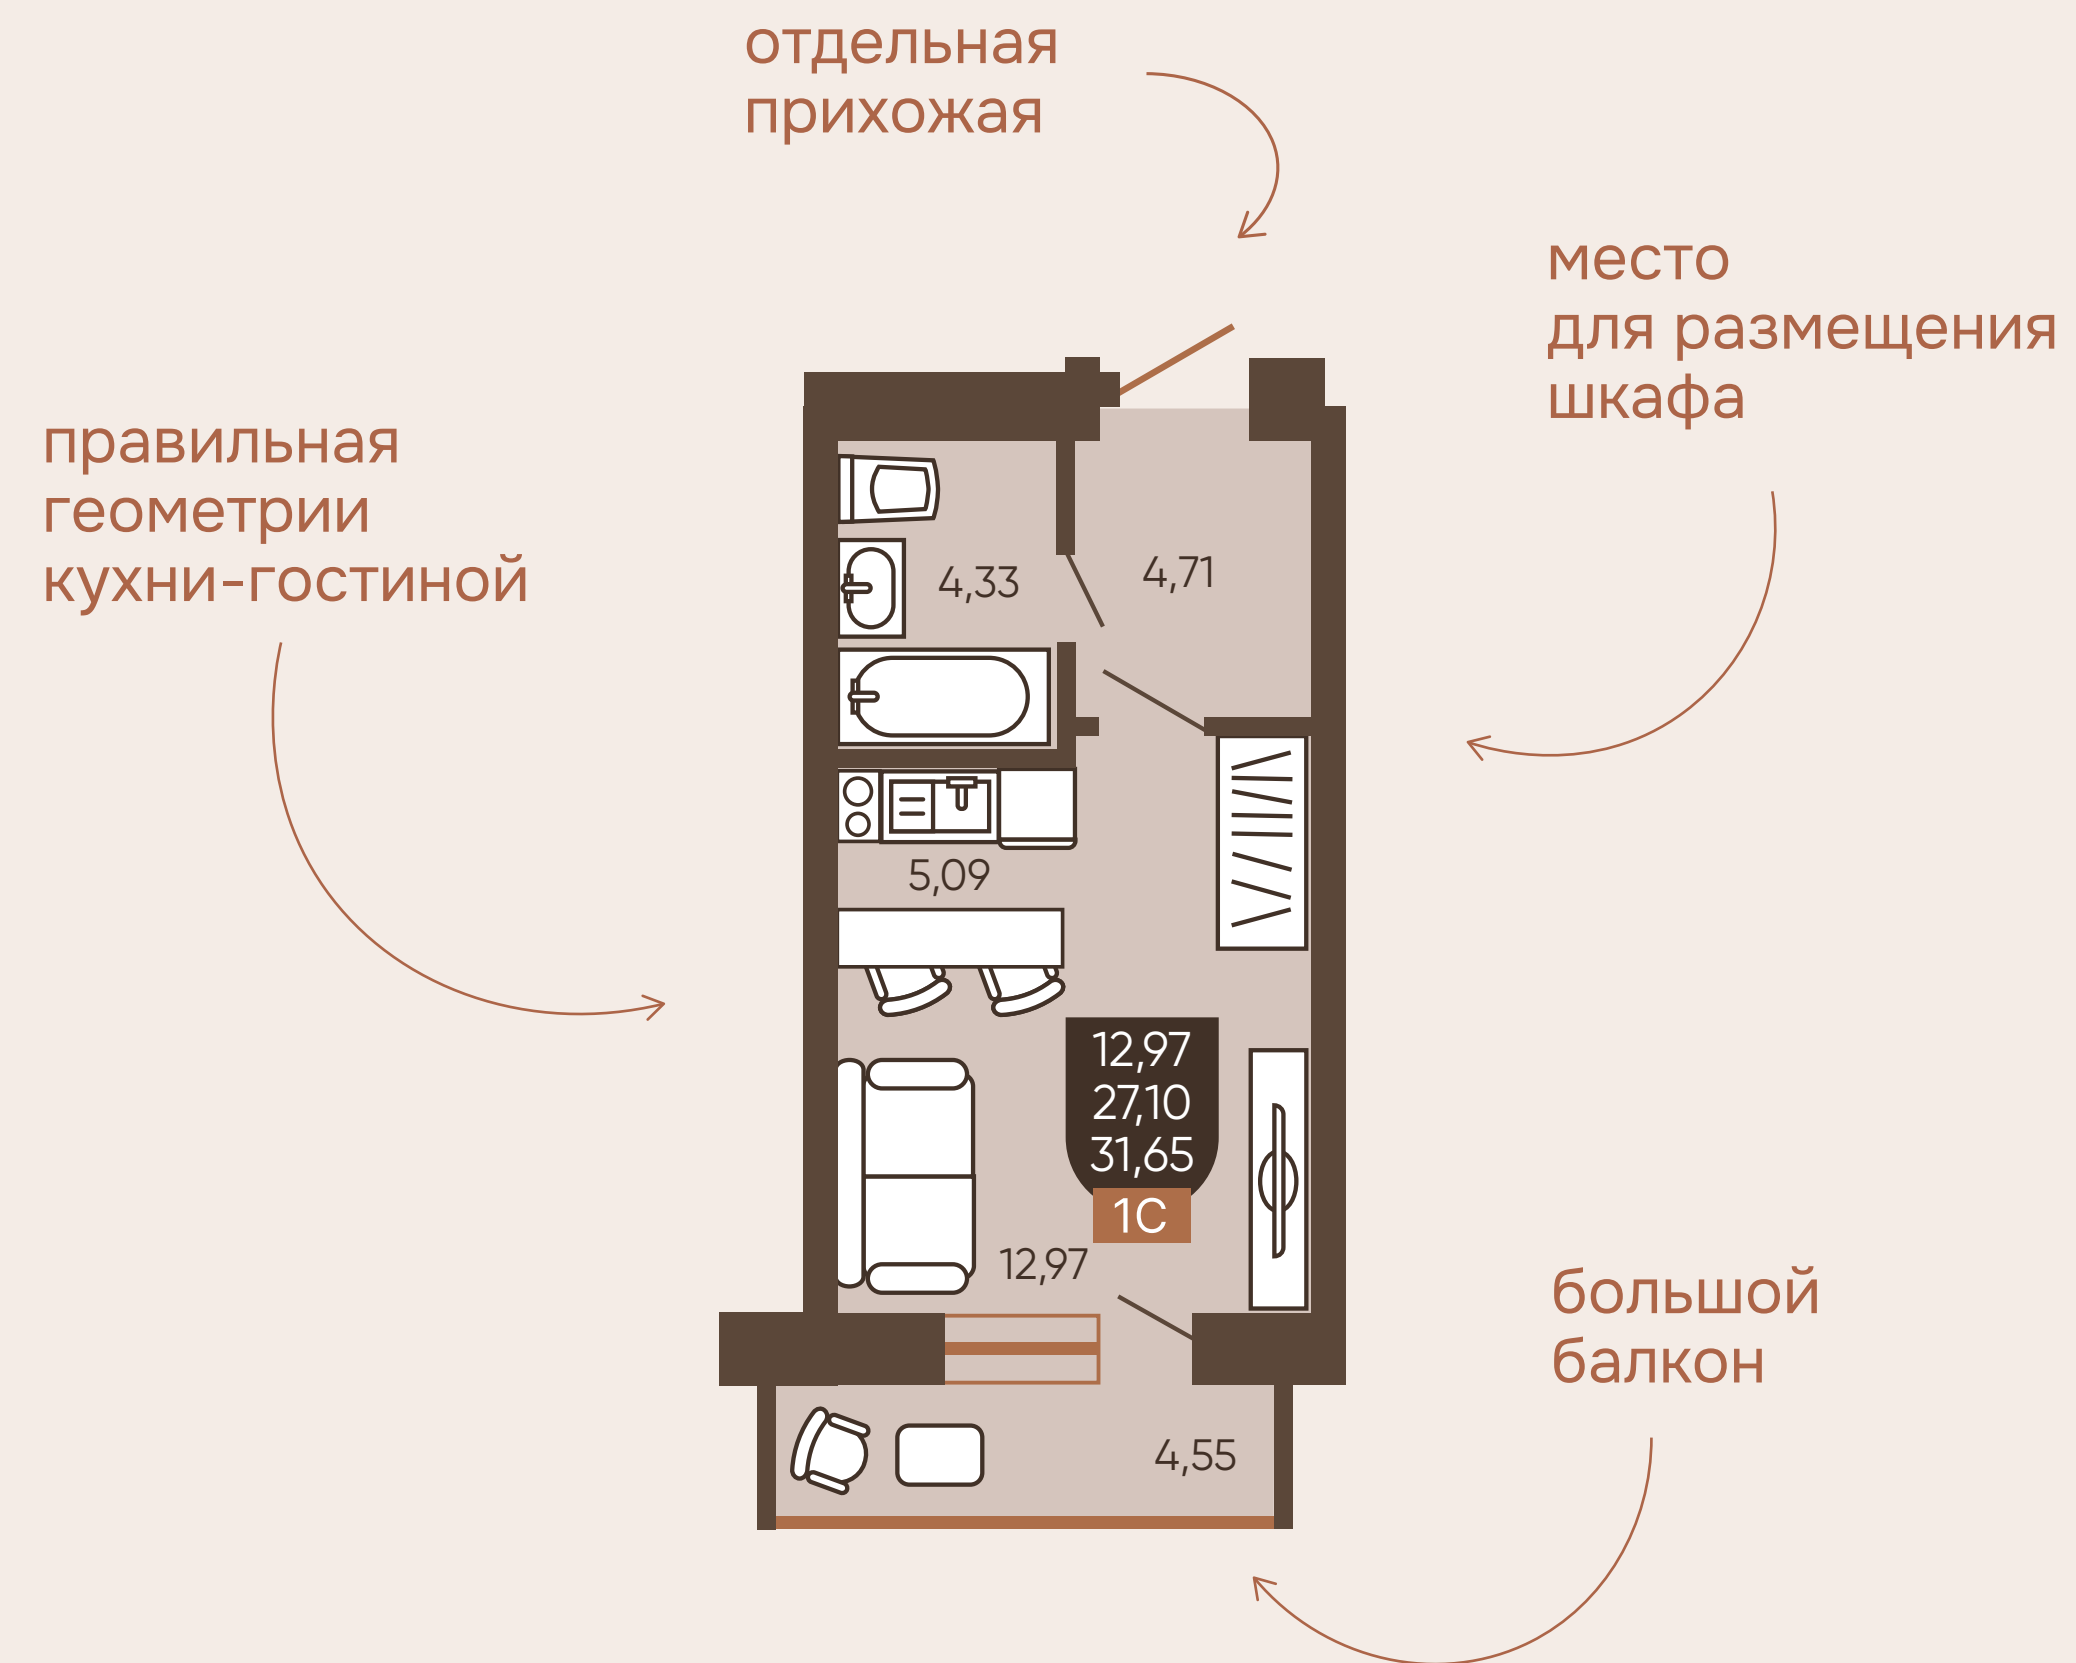 отдельная
прихожая
место
для размещения
шкафа
правильная
геометрии
кухни-гостиной
4,33
4,71
5,09
12,97
27,10
31,65
1С
12,97
большой
балкон
4,55